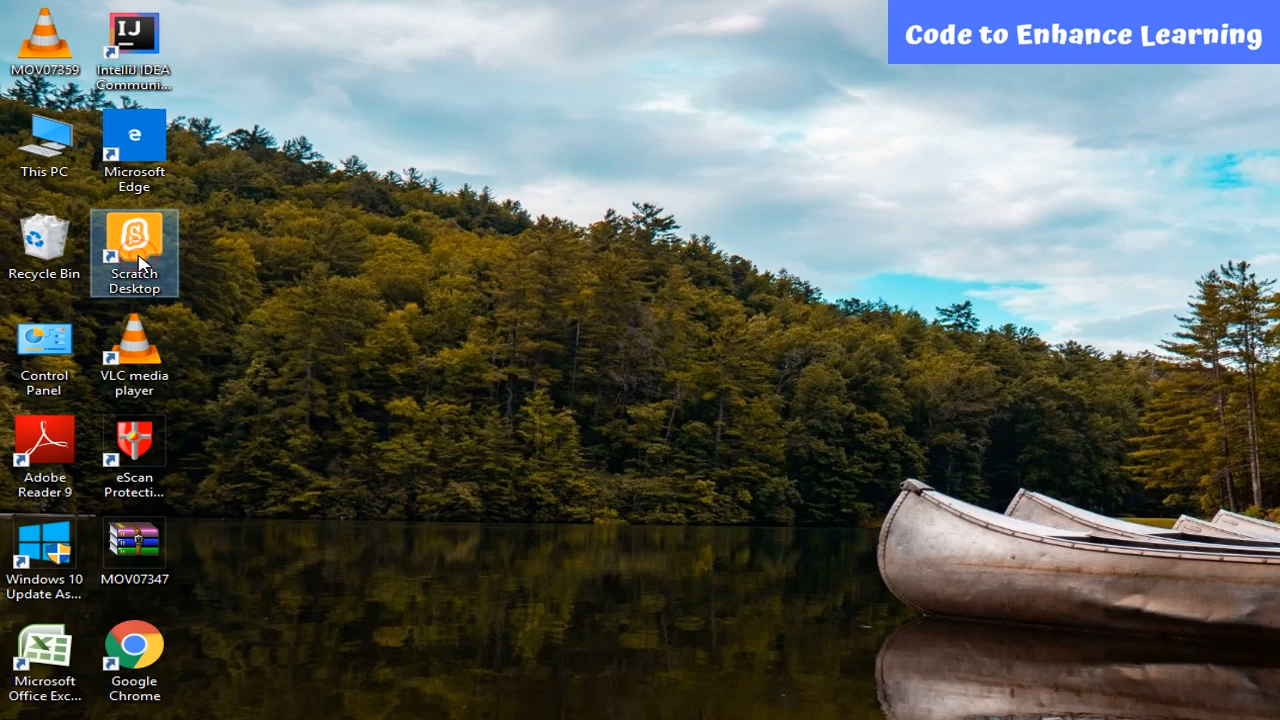 Code to Enhance Learning
MOV07359
IntelliJ IDEA
Communi...
This PC
Microsoft
Edge
Recycle Bin
Scratch
Desktop
Control
Panel
VLC media
player
Adobe
Reader 9
eScan
Protecti...
Windows 10
Update As...
MOV07347
Microsoft
Office Exc...
Google
Chrome